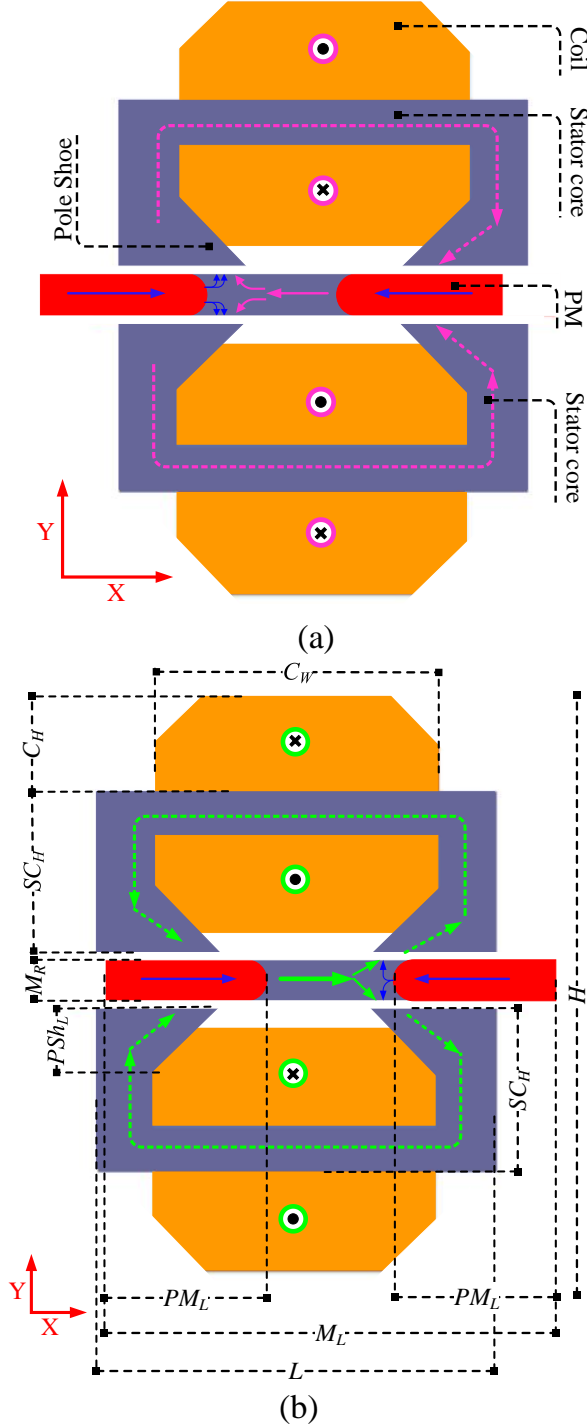 Coil
Stator core
Pole Shoe
PM
Stator core
Y
X
(a)
C_W
C_H
SC_H
M_R
PSh_L
H
SC_H
Y
X
PM_L
PM_L
M_L
L
(b)